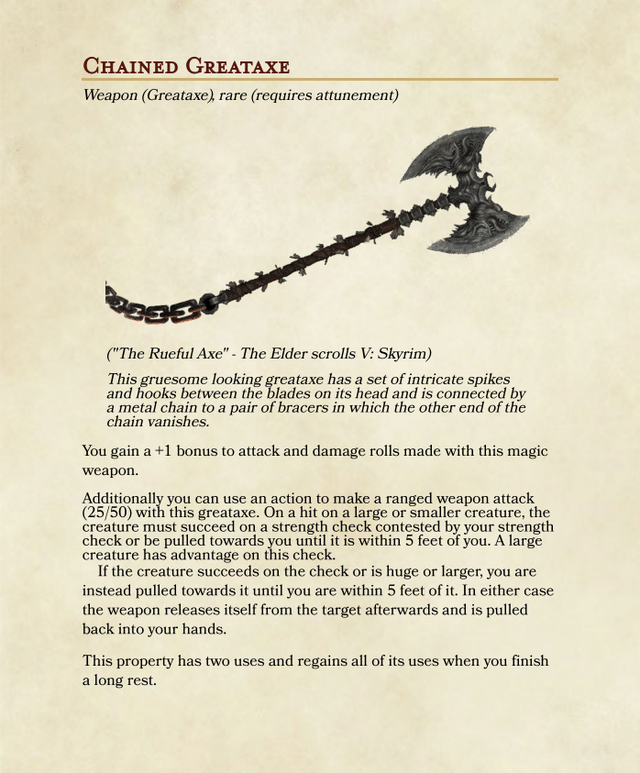 Chained Greataxe
Weapon (Greataxe), rare (requires attunement)
("The Rueful Axe" - The Elder scrolls V: Skyrim)
This gruesome looking greataxe has a set of intricate spikes
and hooks between the blades on its head and is connected by
a metal chain to a pair of bracers in which the other end of the
chain vanishes.
You gain a +1 bonus to attack and damage rolls made with this magic
weapon.
Additionally you can use an action to make a ranged weapon attack
(25/50) with this greataxe. On a hit on a large or smaller creature, the
creature must succeed on a strength check contested by your strength
check or be pulled towards you until it is within 5 feet of you. A large
creature has advantage on this check.
If the creature succeeds on the check or is huge or larger, you are
instead pulled towards it until you are within 5 feet of it. In either case
the weapon releases itself from the target afterwards and is pulled
back into your hands.
This property has two uses and regains all of its uses when you finish
a long rest.